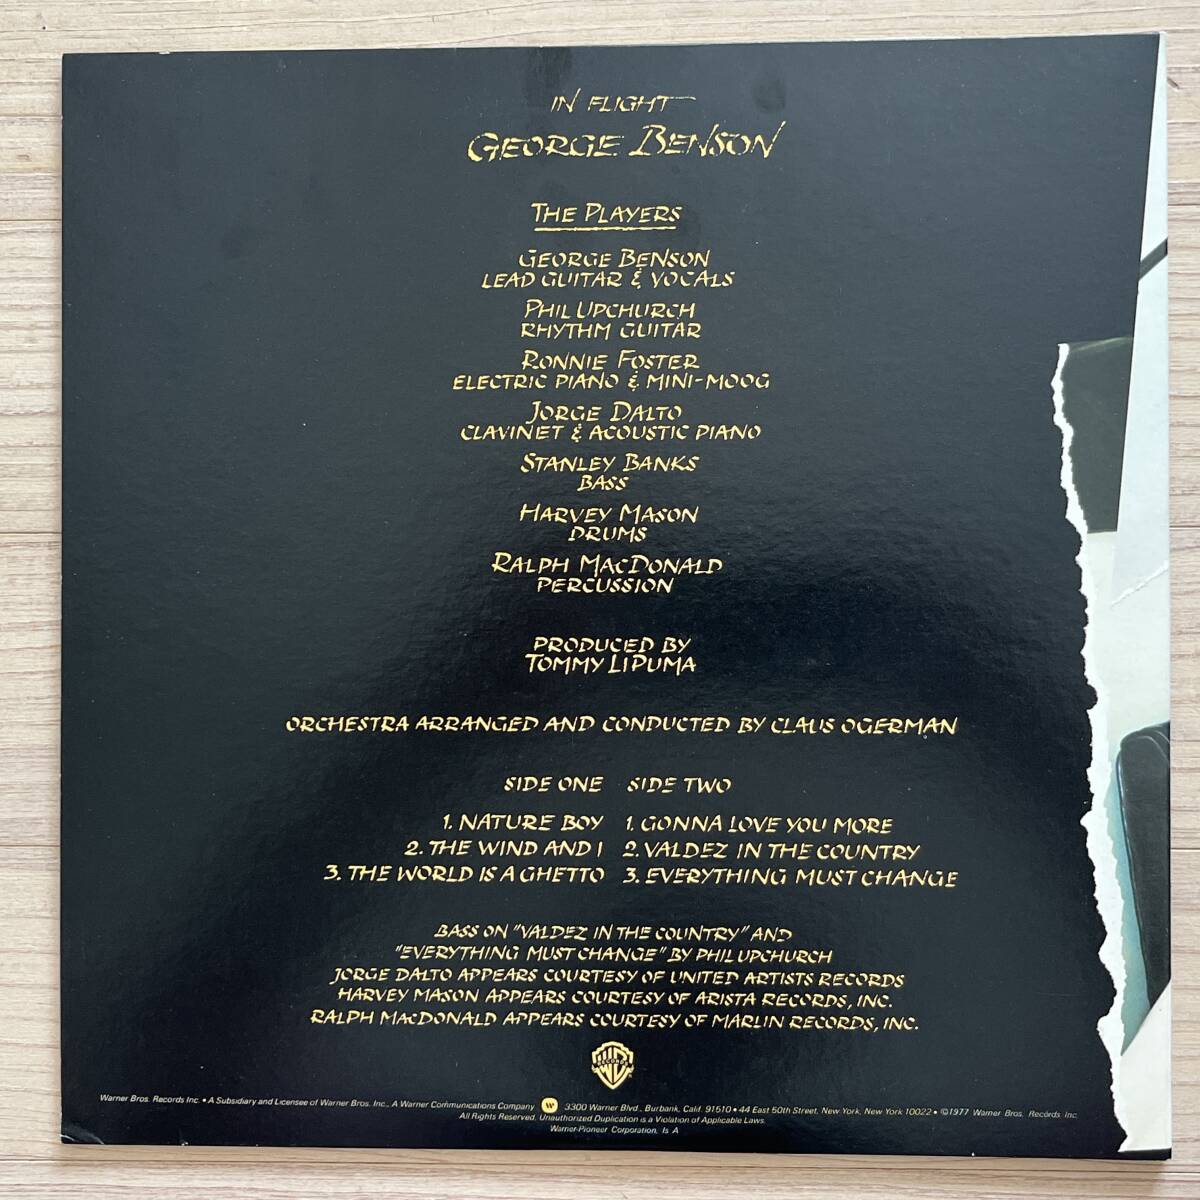 IN FLIGHT
GEORGE BENSON
THE PLAYERS
GEORGE BENSON
LEAD GUITAR & VOCALS
PHIL UPCHURCH
RHYTHM GUITAR
RONNIE FOSTER
ELECTRIC PIANO & MINI-MOOG
JORGE DALTO
CLAVINET & ACOUSTIC PIANO
STANLEY BANKS
BASS
HARVEY MASON
DRUMS
RALPH MACDONALD
PERCUSSION
PRODUCED BY
TOMMY LIPUMA
ORCHESTRA ARRANGED AND CONDUCTED BY CLAUS OGERMAN
SIDE ONE
1. NATURE BOY
2. THE WIND AND I
3. THE WORLD IS A GHETTO
SIDE TWO
1. GONNA LOVE YOU MORE
2. VALDEZ IN THE COUNTRY
3. EVERYTHING MUST CHANGE
BASS ON "VALDEZ IN THE COUNTRY" AND
"EVERYTHING MUST CHANGE" BY PHIL UPCHURCH
JORGE DALTO APPEARS COURTESY OF UNITED ARTISTS RECORDS
HARVEY MASON APPEARS COURTESY OF ARISTA RECORDS, INC.
RALPH MACDONALD APPEARS COURTESY OF MARLIN RECORDS, INC.
WB RECORDS
Warner Bros. Records Inc. • A Subsidiary and Licensee of Warner Bros. Inc., A Warner Communications Company W 3300 Warner Blvd., Burbank, Calif. 91510 • 44 East 50th Street, New York, New York 10022 • ©1977 Warner Bros. Records Inc.
All Rights Reserved. Unauthorized Duplication is a Violation of Applicable Laws.
Warner-Pioneer Corporation, Is A